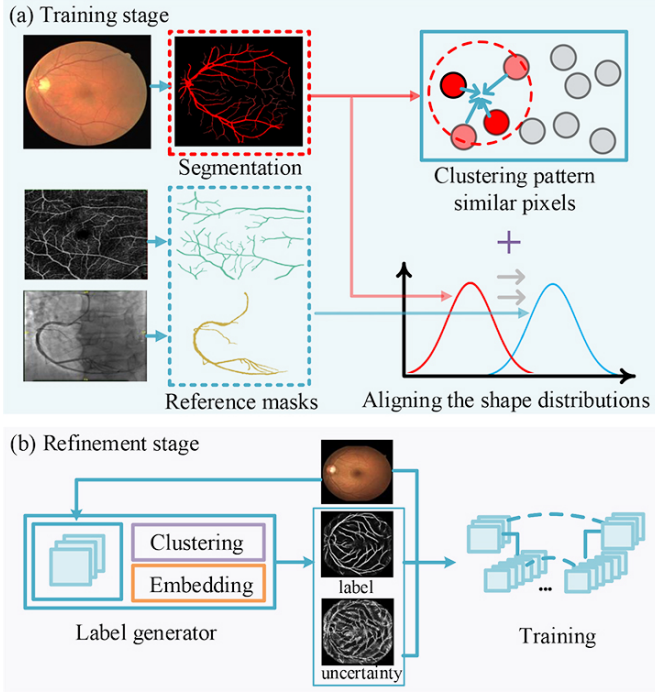 (a) Training stage
Segmentation
Clustering pattern
similar pixels
+
Reference masks
Aligning the shape distributions
(b) Refinement stage
Clustering
Embedding
label
...
Label generator
Training
uncertainty